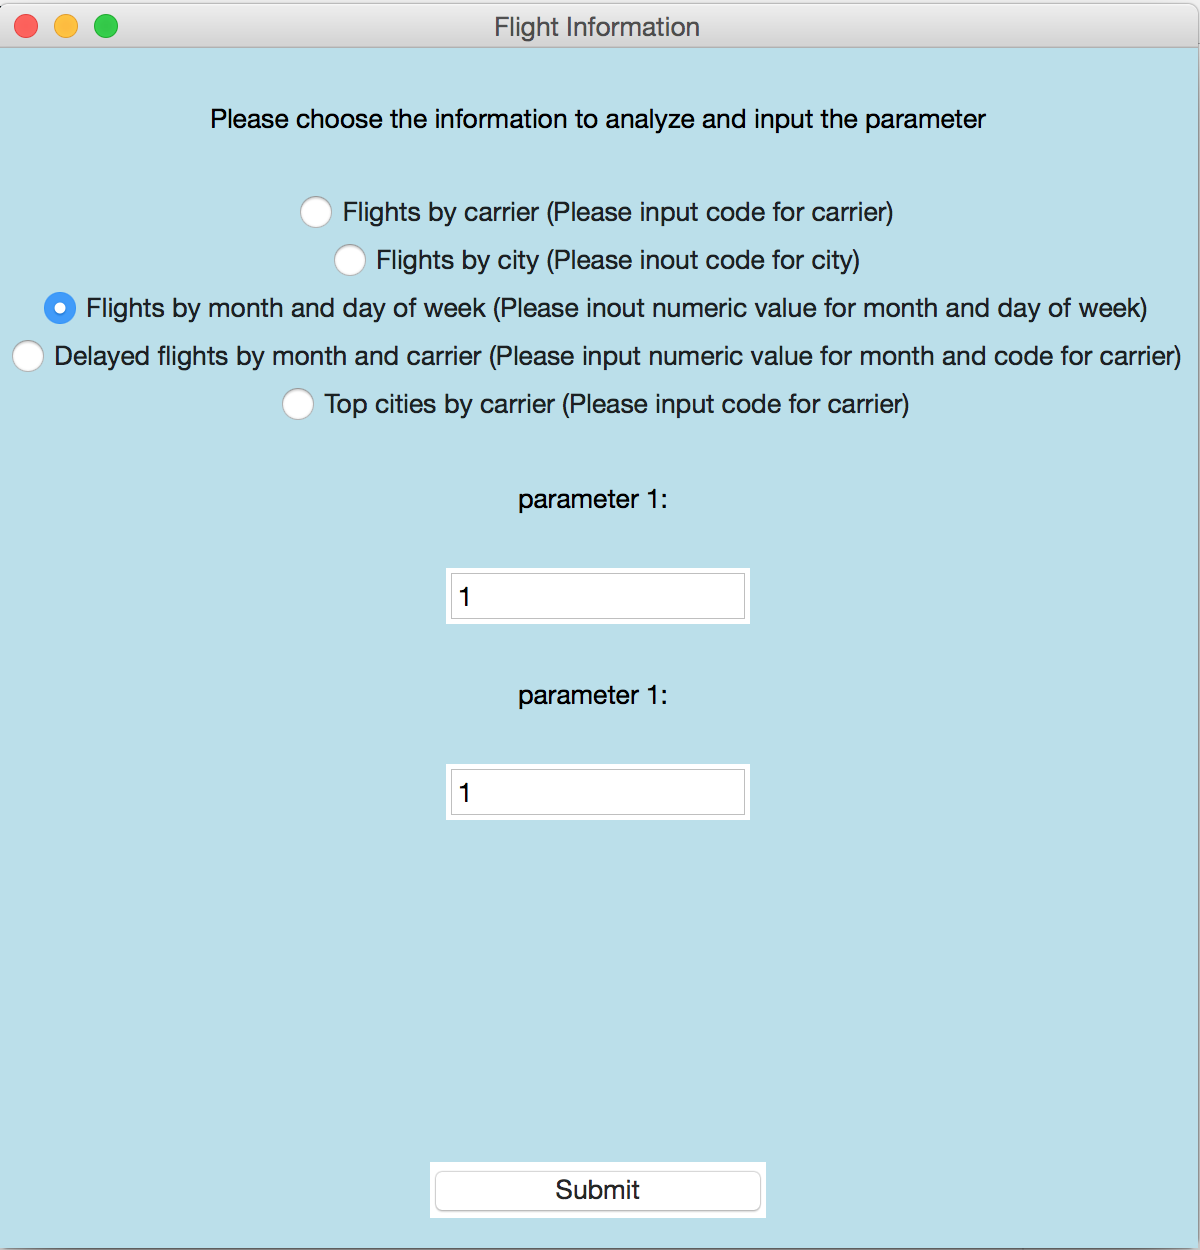 Flight Information
Please choose the information to analyze and input the parameter
Flights by carrier (Please input code for carrier)
Flights by city (Please inout code for city)
Flights by month and day of week (Please inout numeric value for month and day of week)
Delayed flights by month and carrier (Please input numeric value for month and code for carrier)
Top cities by carrier (Please input code for carrier)
parameter 1:
1
parameter 1:
1
Submit